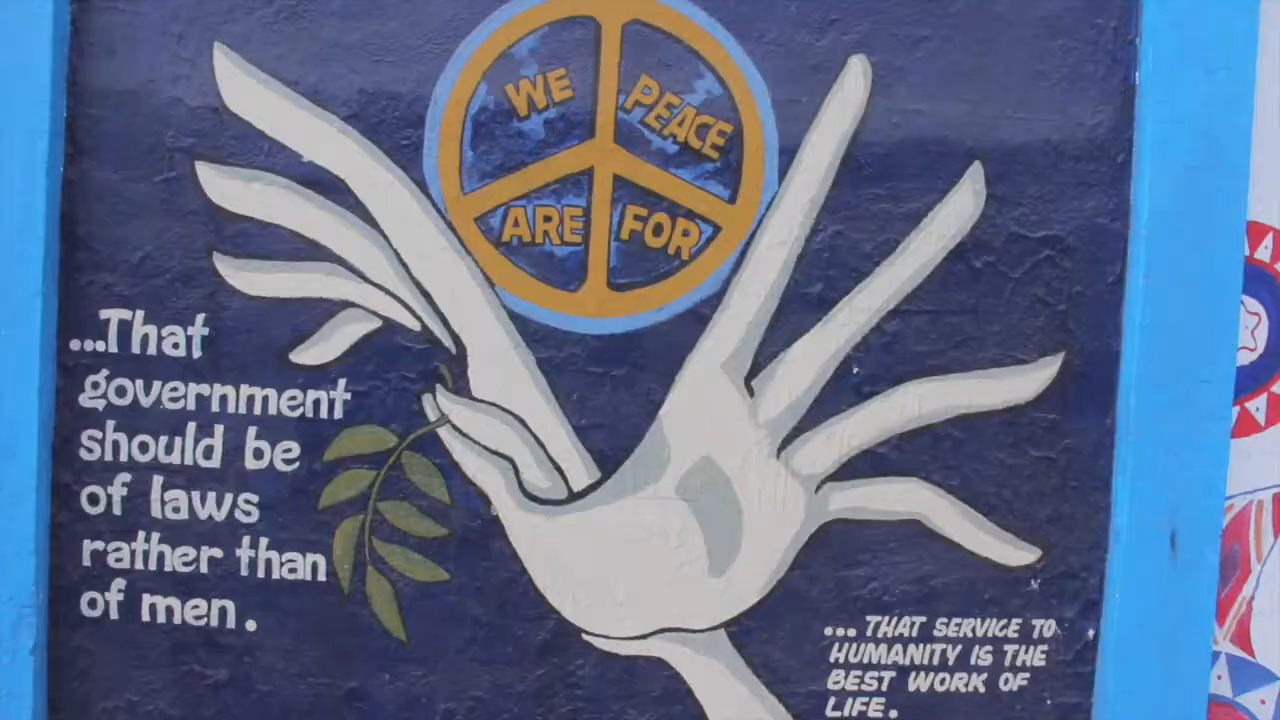 WE PEACE
ARE FOR
...That
government
should be
of laws
rather than
of men.
... THAT SERVICE TO
HUMANITY IS THE
BEST WORK OF
LIFE.